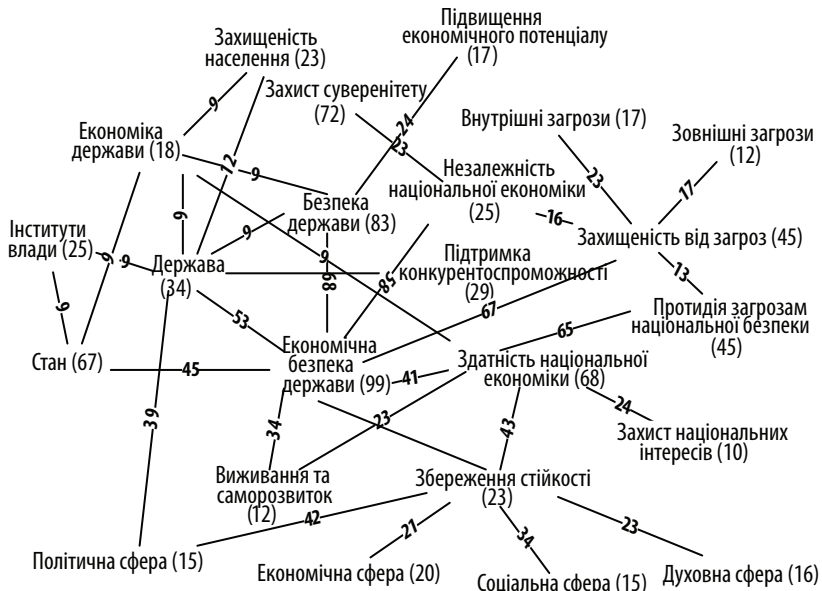 Захищеність
населення (23)
Підвищення
економічного потенціалу
(17)
Захист суверенітету
(72)
Внутрішні загрози (17)
Зовнішні загрози
(12)
Економіка
держави (18)
9
24
23
12
9
Незалежність
національної економіки
(25)
23
17
Безпека
держави (83)
9
9
16
Захищеність від загроз (45)
Інститути
влади (25)
9
Держава
(34)
9
68
Підтримка
конкурентоспроможності
(29)
58
13
9
9
53
67
Протидія загрозам
національної безпеки
(45)
65
Стан (67)
45
Економічна
безпека
держави (99)
41
Здатність національної
економіки (68)
39
34
23
43
24
Захист національних
інтересів (10)
Виживання та
саморозвиток
(12)
Збереження стійкості
(23)
42
21
34
23
Політична сфера (15)
Економічна сфера (20)
Соціальна сфера (15)
Духовна сфера (16)